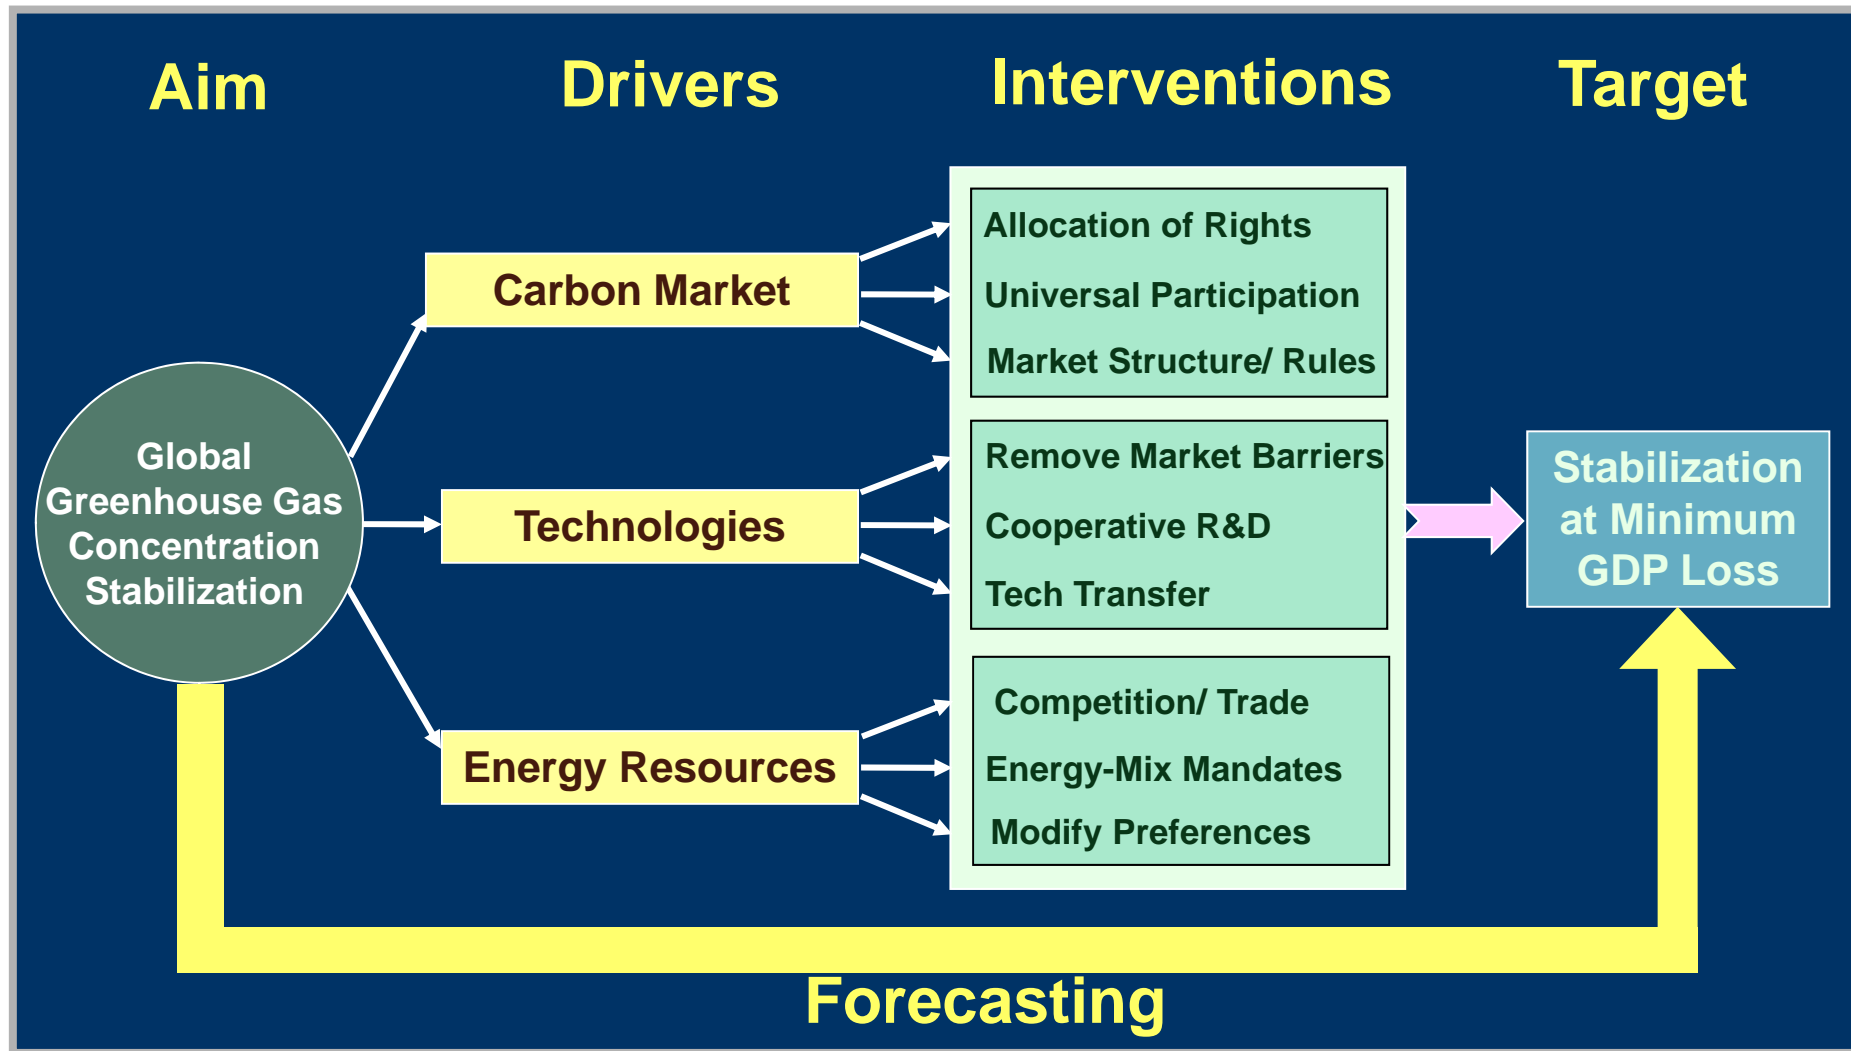 Aim
Drivers
Interventions
Target
Global
Greenhouse Gas
Concentration
Stabilization
Carbon Market
Technologies
Energy Resources
Allocation of Rights
Universal Participation
Market Structure/ Rules
Remove Market Barriers
Cooperative R&D
Tech Transfer
Competition/ Trade
Energy-Mix Mandates
Modify Preferences
Stabilization
at Minimum
GDP Loss
Forecasting